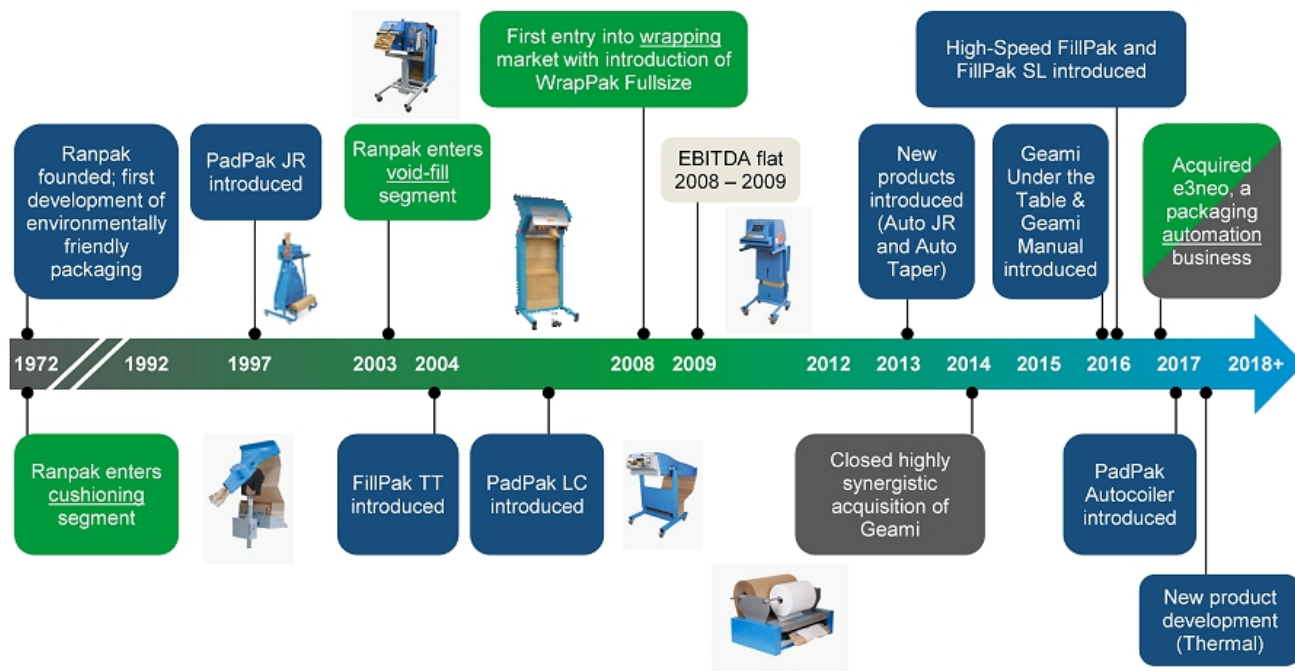 First entry into wrapping
market with introduction of
WrapPak Fullsize
High-Speed FillPak and
FillPak SL introduced
Ranpak
founded; first
development of
environmentally
friendly
packaging
PadPak JR
introduced
Ranpak enters
void-fill
segment
EBITDA flat
2008 – 2009
New
products
introduced
(Auto JR
and Auto
Taper)
Geami
Under the
Table &
Geami
Manual
introduced
Acquired
e3neo, a
packaging
automation
business
1972 1992 1997 2003 2004 2008 2009 2012 2013 2014 2015 2016 2017 2018+
Ranpak enters
cushioning
segment
FillPak TT
introduced
PadPak LC
introduced
Closed highly
synergistic
acquisition of
Geami
PadPak
Autocoiler
introduced
New product
development
(Thermal)